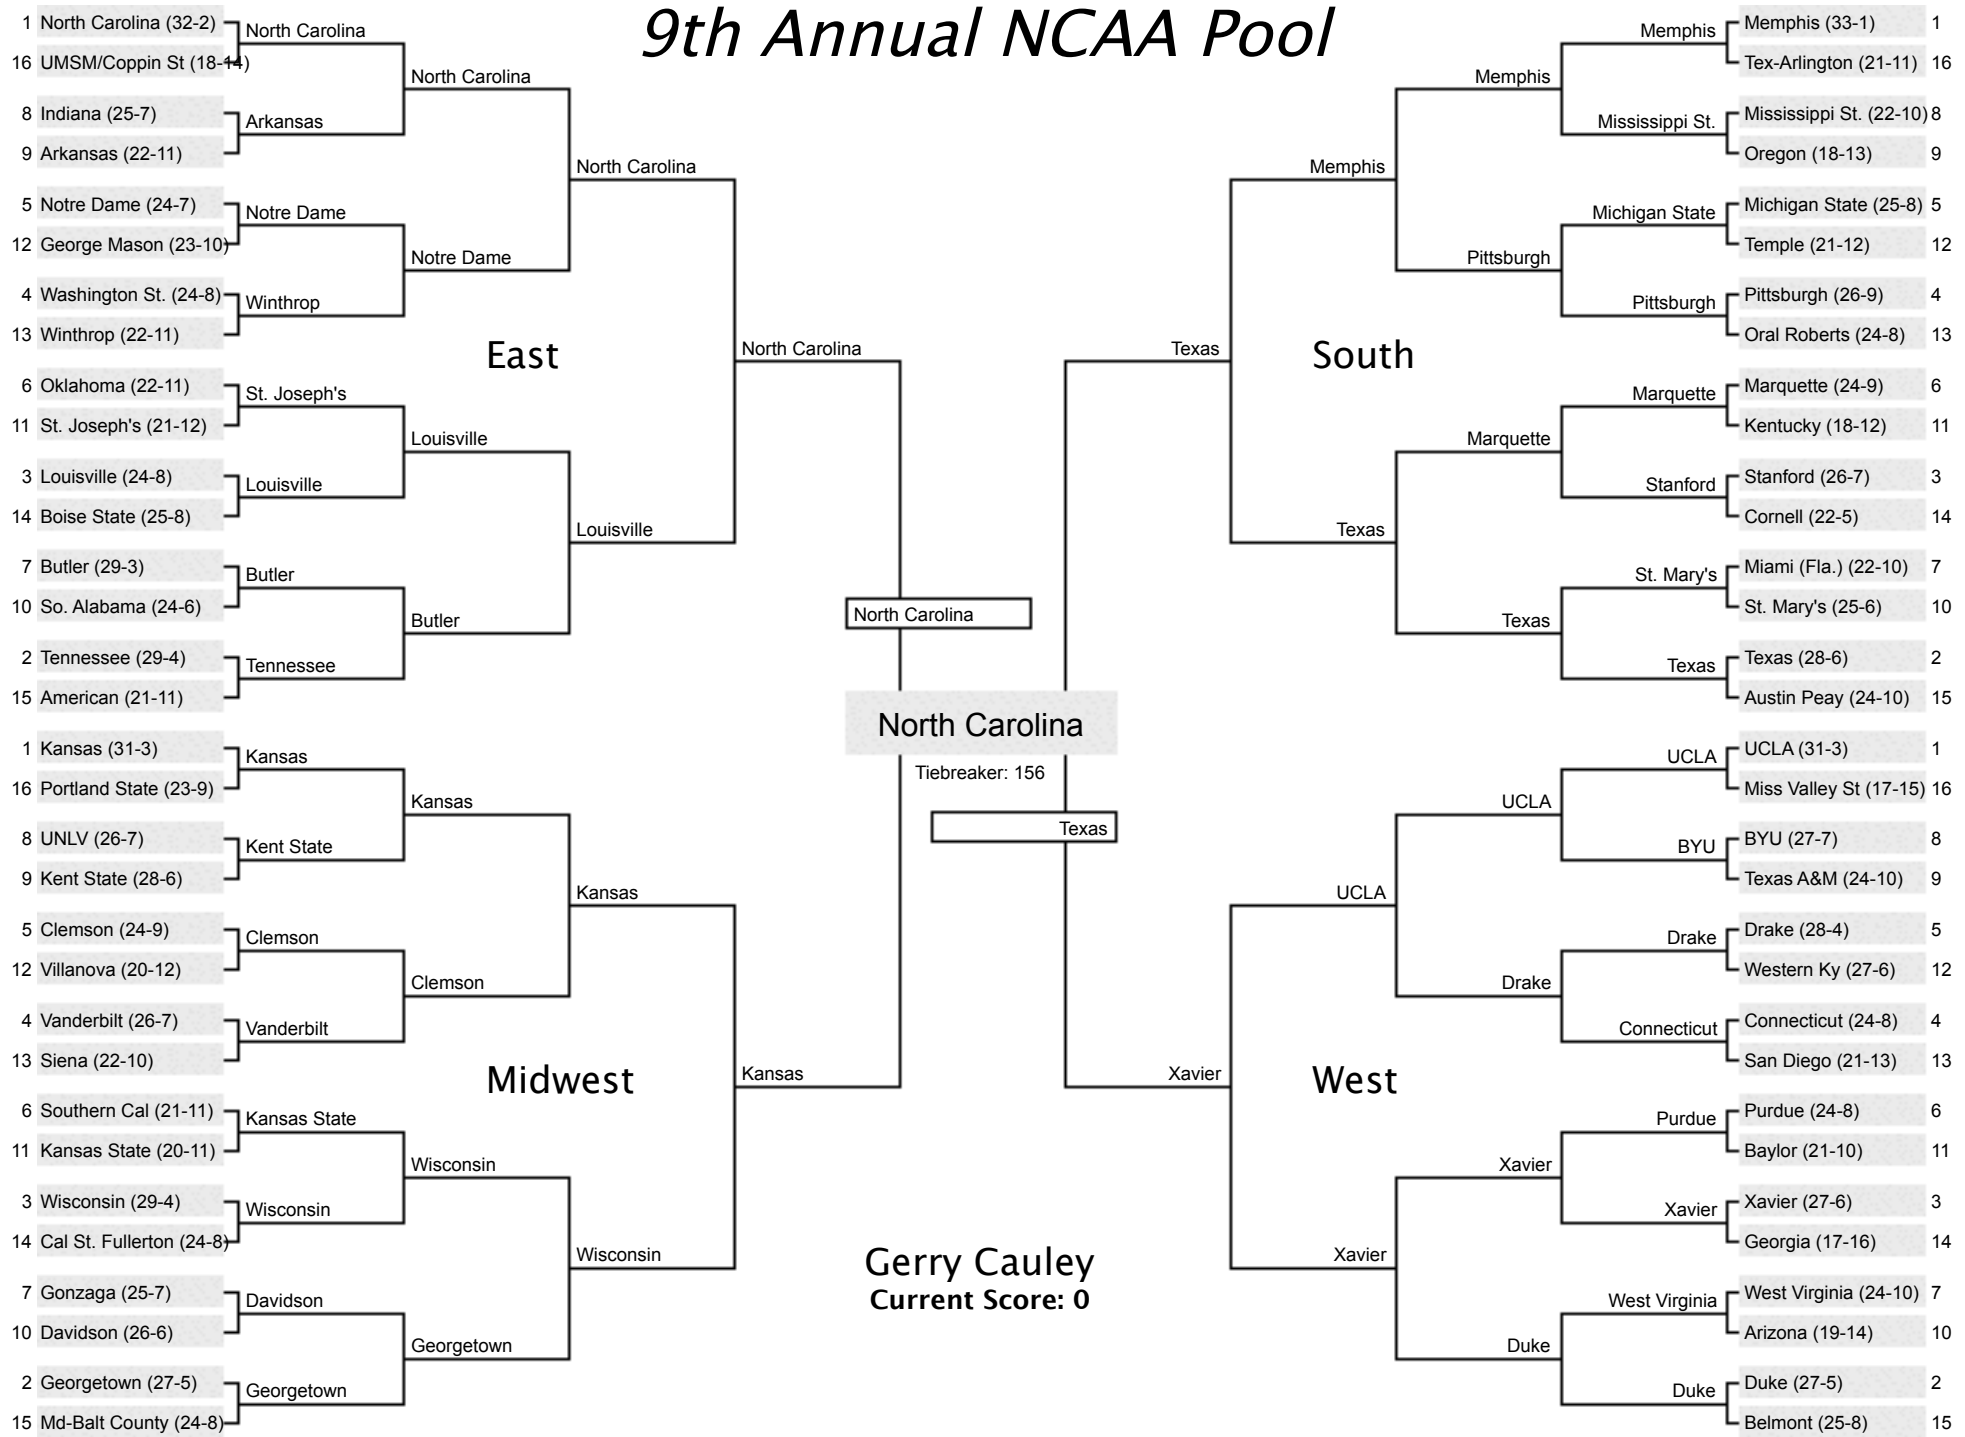 9th Annual NCAA Pool
1 North Carolina (32-2)
16 UMSM/Coppin St (18-14)
8 Indiana (25-7)
9 Arkansas (22-11)
5 Notre Dame (24-7)
12 George Mason (23-10)
4 Washington St. (24-8)
13 Winthrop (22-11)
6 Oklahoma (22-11)
11 St. Joseph's (21-12)
3 Louisville (24-8)
14 Boise State (25-8)
7 Butler (29-3)
10 So. Alabama (24-6)
2 Tennessee (29-4)
15 American (21-11)
North Carolina
Arkansas
Notre Dame
Winthrop
St. Joseph's
Louisville
Butler
Tennessee
North Carolina
Notre Dame
Louisville
Butler
North Carolina
Louisville
East
North Carolina
1 Kansas (31-3)
16 Portland State (23-9)
8 UNLV (26-7)
9 Kent State (28-6)
5 Clemson (24-9)
12 Villanova (20-12)
4 Vanderbilt (26-7)
13 Siena (22-10)
6 Southern Cal (21-11)
11 Kansas State (20-11)
3 Wisconsin (29-4)
14 Cal St. Fullerton (24-8)
7 Gonzaga (25-7)
10 Davidson (26-6)
2 Georgetown (27-5)
15 Md-Balt County (24-8)
Kansas
Kent State
Clemson
Vanderbilt
Kansas State
Wisconsin
Davidson
Georgetown
Kansas
Clemson
Wisconsin
Georgetown
Kansas
Wisconsin
Midwest
Kansas
North Carolina
North Carolina
Tiebreaker: 156
Texas
Gerry Cauley
Current Score: 0
Memphis (33-1) 1
Tex-Arlington (21-11) 16
Mississippi St. (22-10) 8
Oregon (18-13) 9
Michigan State (25-8) 5
Temple (21-12) 12
Pittsburgh (26-9) 4
Oral Roberts (24-8) 13
Marquette (24-9) 6
Kentucky (18-12) 11
Stanford (26-7) 3
Cornell (22-5) 14
Miami (Fla.) (22-10) 7
St. Mary's (25-6) 10
Texas (28-6) 2
Austin Peay (24-10) 15
Memphis
Mississippi St.
Michigan State
Pittsburgh
Marquette
Stanford
St. Mary's
Texas
Memphis
Pittsburgh
Marquette
Texas
Memphis
Texas
South
Texas
UCLA (31-3) 1
Miss Valley St (17-15) 16
BYU (27-7) 8
Texas A&M (24-10) 9
Drake (28-4) 5
Western Ky (27-6) 12
Connecticut (24-8) 4
San Diego (21-13) 13
Purdue (24-8) 6
Baylor (21-10) 11
Xavier (27-6) 3
Georgia (17-16) 14
West Virginia (24-10) 7
Arizona (19-14) 10
Duke (27-5) 2
Belmont (25-8) 15
UCLA
BYU
Drake
Connecticut
Purdue
Xavier
West Virginia
Duke
UCLA
Drake
Xavier
Duke
UCLA
Xavier
West
Xavier